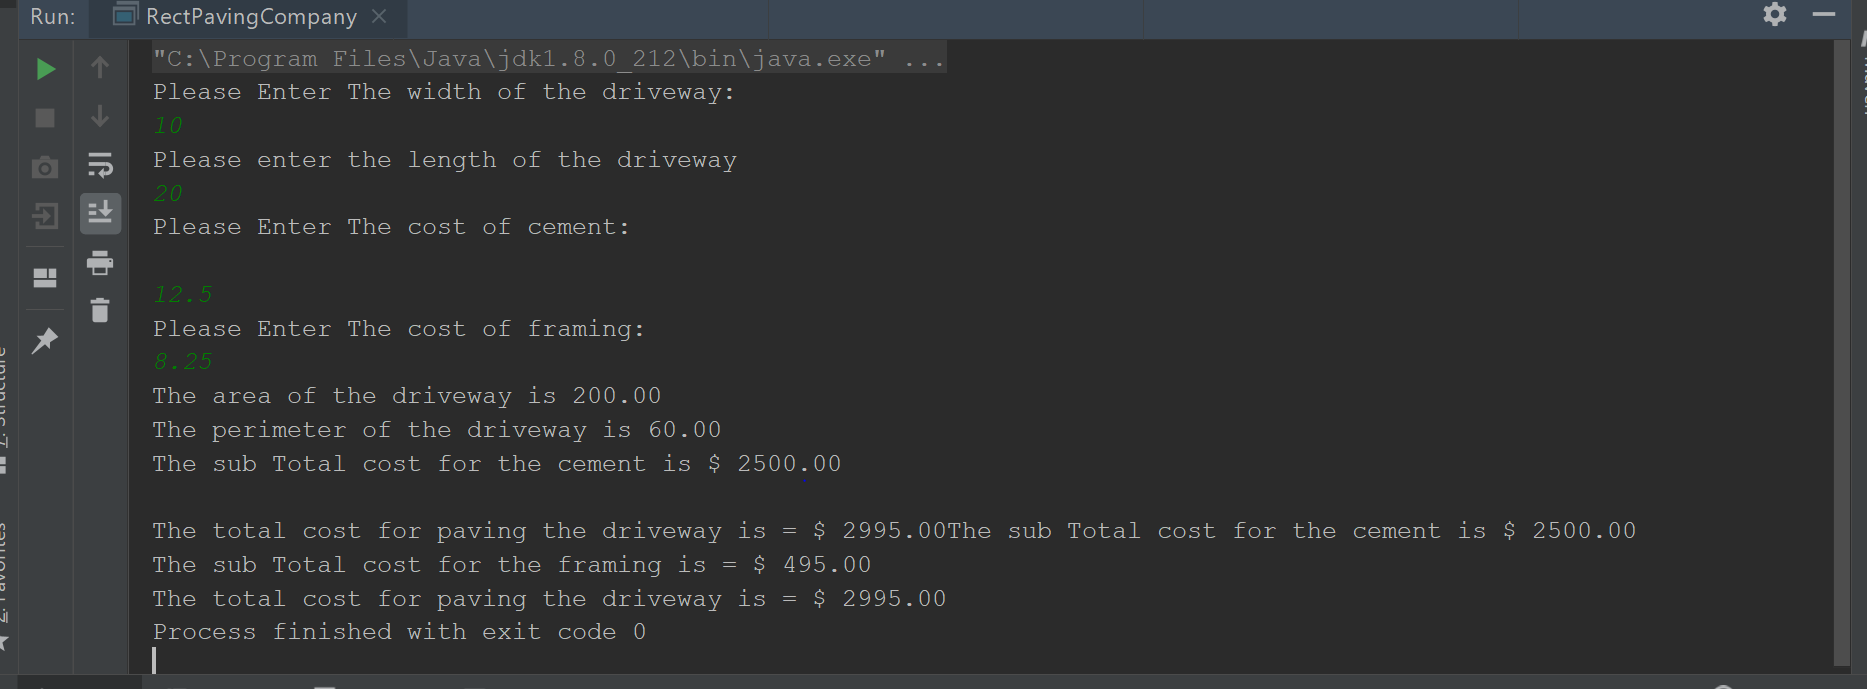 Run: RectPavingCompany
"C:\Program Files\Java\jdk1.8.0_212\bin\java.exe" ...
Please Enter The width of the driveway:
10
Please enter the length of the driveway
20
Please Enter The cost of cement:
12.5
Please Enter The cost of framing:
8.25
The area of the driveway is 200.00
The perimeter of the driveway is 60.00
The sub Total cost for the cement is $ 2500.00
The total cost for paving the driveway is = $ 2995.00The sub Total cost for the cement is $ 2500.00
The sub Total cost for the framing is = $ 495.00
The total cost for paving the driveway is = $ 2995.00
Process finished with exit code 0